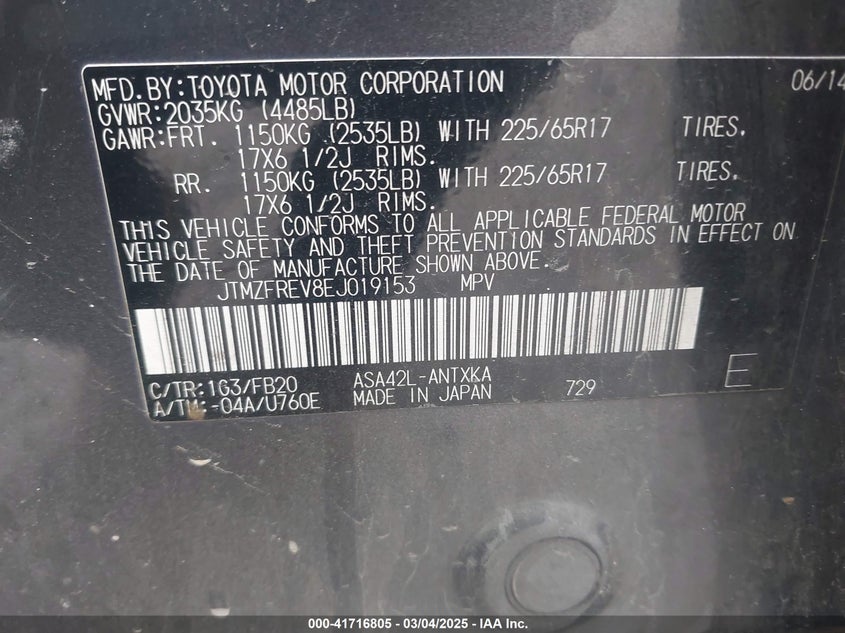 MFD.BY:TOYOTA MOTOR CORPORATION 06/14
GVWR:2035KG (4485LB)
GAWR:FRT. 1150KG (2535LB) WITH 225/65R17 TIRES.
17X6 1/2J RIMS.
RR. 1150KG (2535LB) WITH 225/65R17 TIRES.
17X6 1/2J RIMS.
THIS VEHICLE CONFORMS TO ALL APPLICABLE FEDERAL MOTOR
VEHICLE SAFETY AND THEFT PREVENTION STANDARDS IN EFFECT ON
THE DATE OF MANUFACTURE SHOWN ABOVE.
JTMZFREV8EJ019153 MPV
C/TR:1G3/FB20 ASA42L-ANTXKA E
A/TM:-04A/U760E MADE IN JAPAN 729
000-41716805 - 03/04/2025 - IAA Inc.